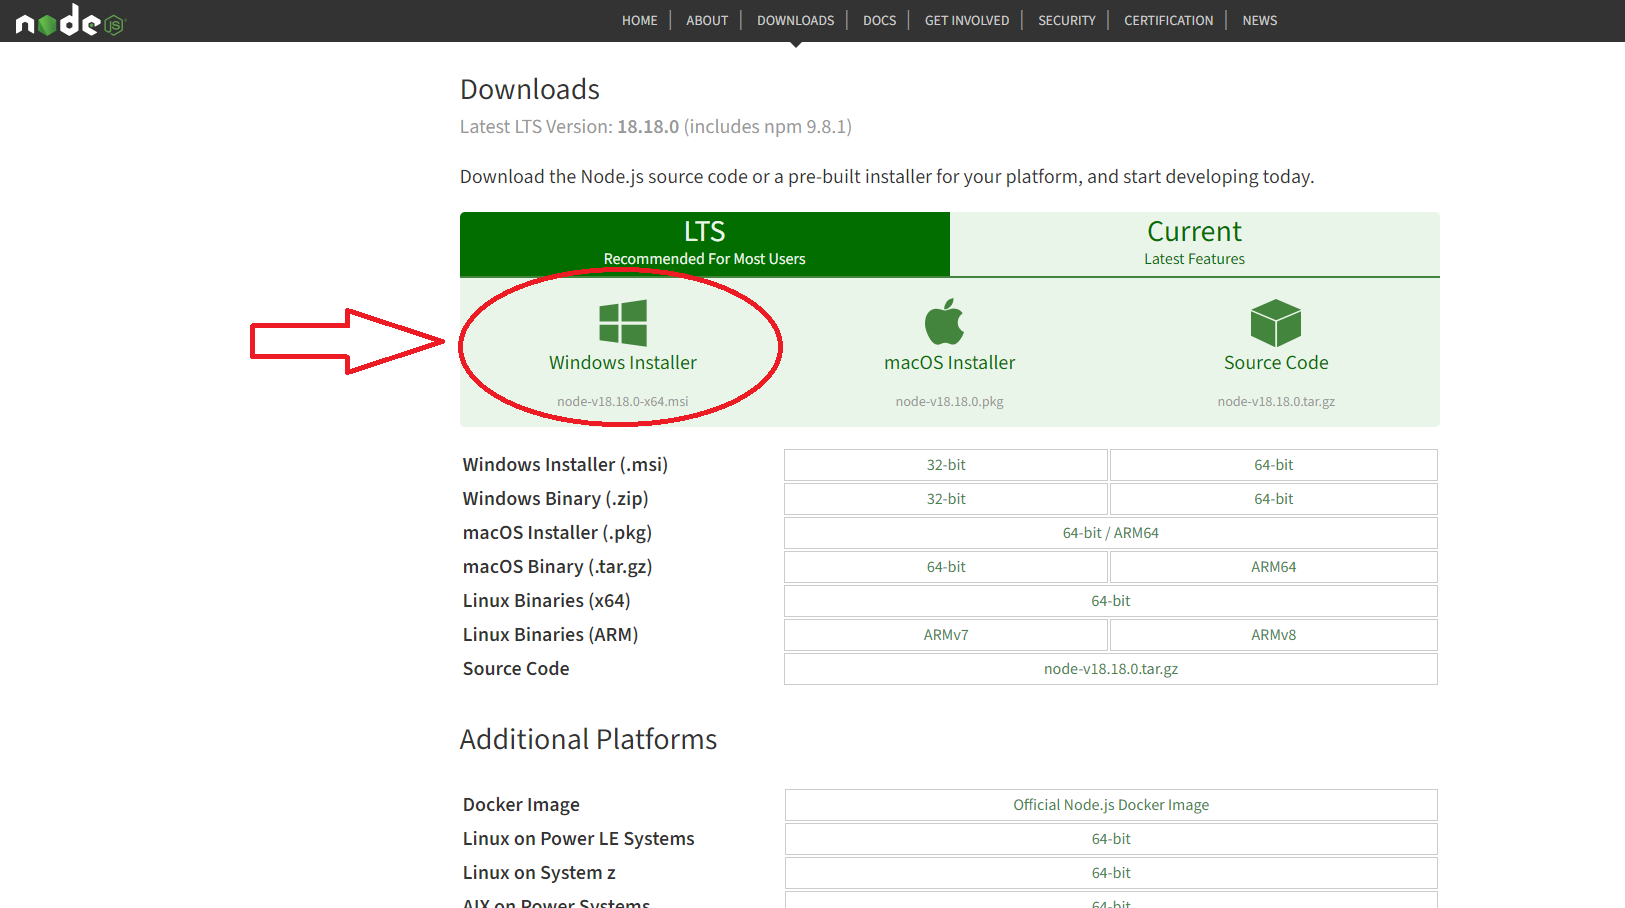 node JS
HOME ABOUT DOWNLOADS DOCS GET INVOLVED SECURITY CERTIFICATION NEWS
Downloads
Latest LTS Version: 18.18.0 (includes npm 9.8.1)
Download the Node.js source code or a pre-built installer for your platform, and start developing today.
LTS
Recommended For Most Users
Current
Latest Features
Windows Installer
node-v18.18.0-x64.msi
macOS Installer
node-v18.18.0.pkg
Source Code
node-v18.18.0.tar.gz
Windows Installer (.msi) 32-bit 64-bit
Windows Binary (.zip) 32-bit 64-bit
macOS Installer (.pkg) 64-bit / ARM64
macOS Binary (.tar.gz) 64-bit ARM64
Linux Binaries (x64) 64-bit
Linux Binaries (ARM) ARMv7 ARMv8
Source Code node-v18.18.0.tar.gz
Additional Platforms
Docker Image Official Node.js Docker Image
Linux on Power LE Systems 64-bit
Linux on System z 64-bit
AIX on Power Systems 64-bit